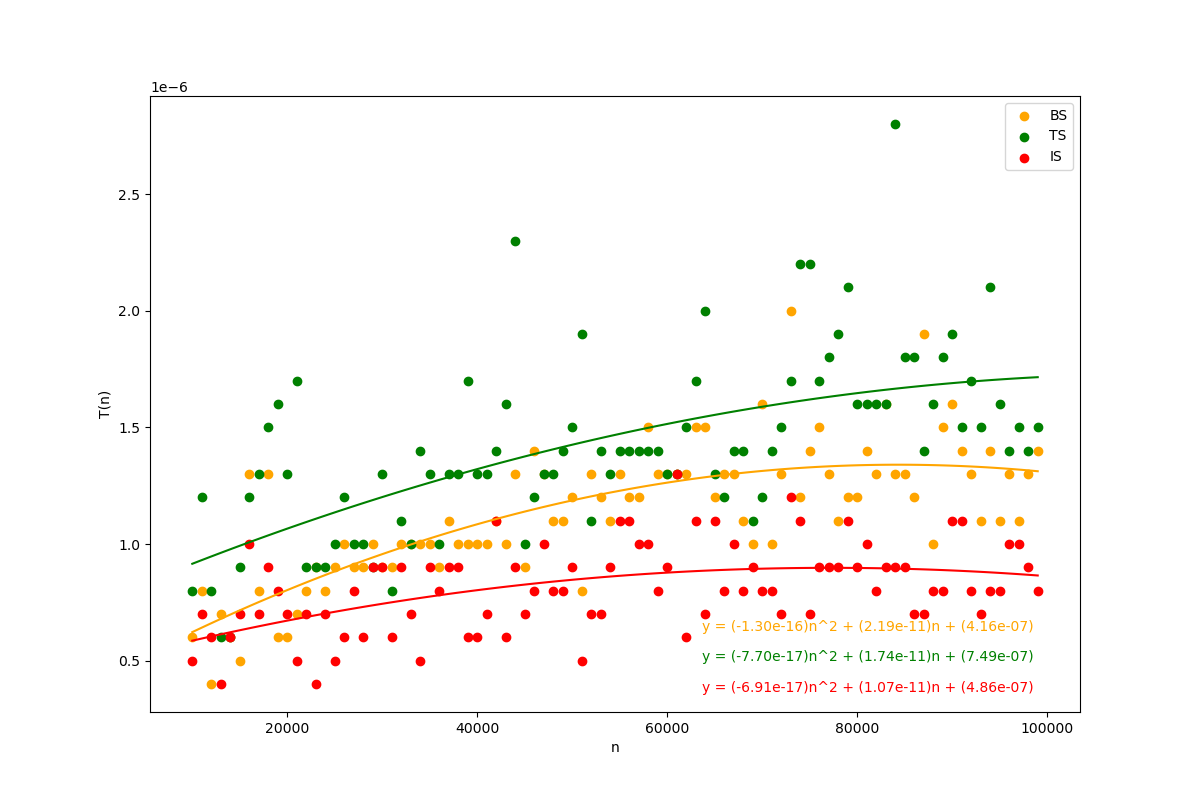 1e−6
BS
TS
IS
2.5
2.0
T(n)
1.5
1.0
0.5
y = (-1.30e-16)n^2 + (2.19e-11)n + (4.16e-07)
y = (-7.70e-17)n^2 + (1.74e-11)n + (7.49e-07)
y = (-6.91e-17)n^2 + (1.07e-11)n + (4.86e-07)
20000 40000 60000 80000 100000
n